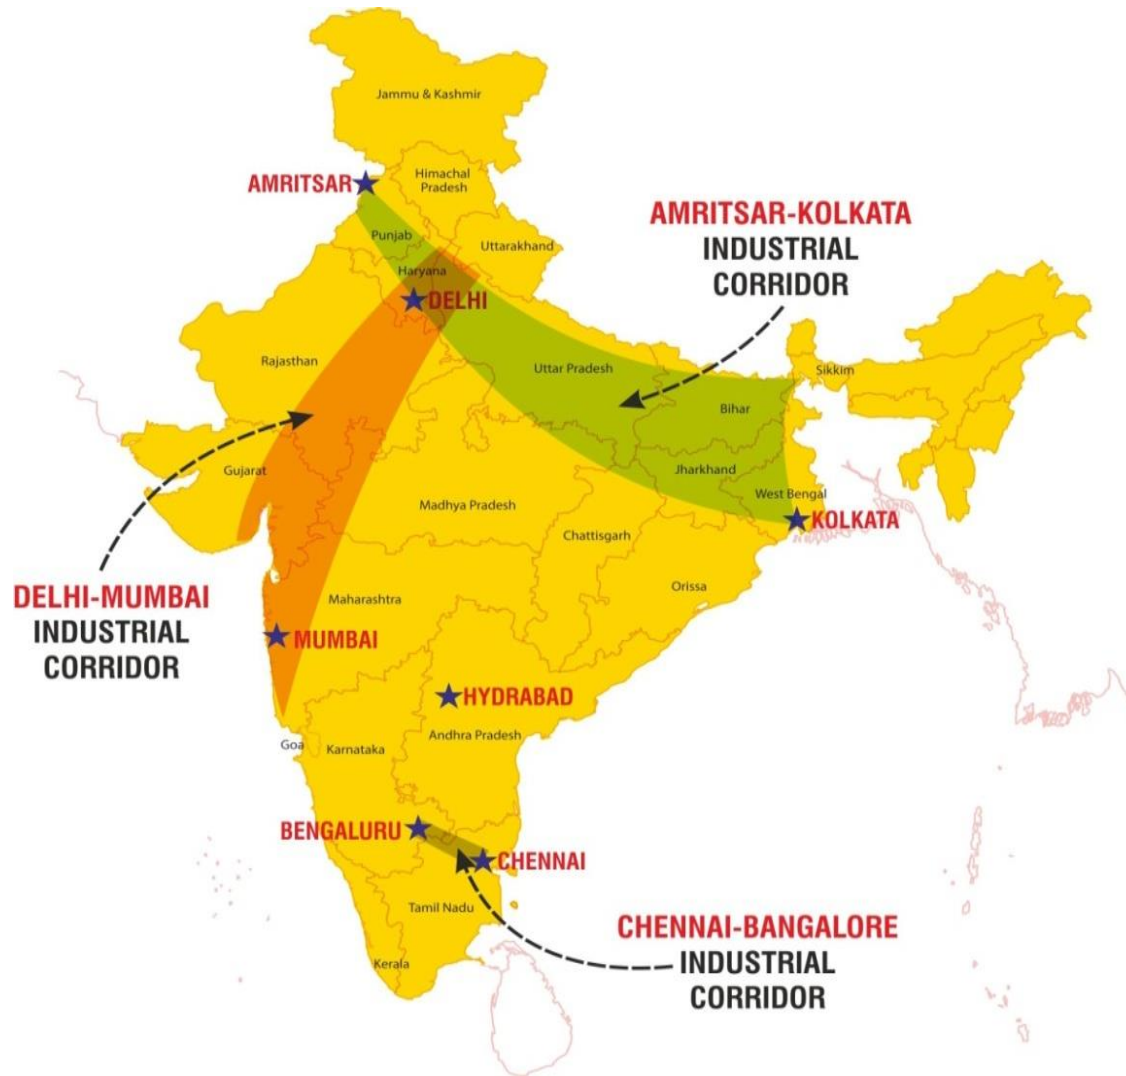 Jammu & Kashmir
AMRITSAR
Himachal
Pradesh
AMRITSAR-KOLKATA
INDUSTRIAL
CORRIDOR
Punjab
Uttarakhand
Haryana
DELHI
Rajasthan
Uttar Pradesh
Sikkim
Bihar
Gujarat
Jharkhand
Madhya Pradesh
West Bengal
KOLKATA
Chattisgarh
Orissa
DELHI-MUMBAI
INDUSTRIAL
CORRIDOR
Maharashtra
MUMBAI
HYDRABAD
Andhra Pradesh
Goa
Karnataka
BENGALURU
CHENNAI
Tamil Nadu
CHENNAI-BANGALORE
INDUSTRIAL
CORRIDOR
Kerala